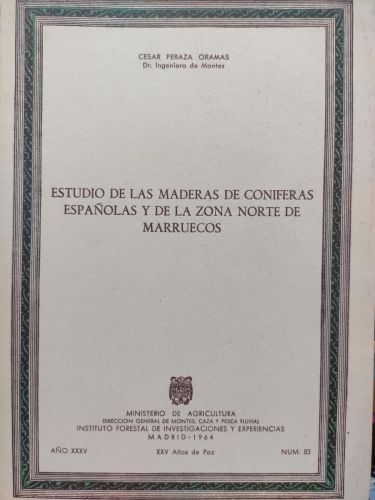 CESAR PERAZA ORAMAS
Dr. Ingeniero de Montes
ESTUDIO DE LAS MADERAS DE CONIFERAS
ESPAÑOLAS Y DE LA ZONA NORTE DE
MARRUECOS
MINISTERIO DE AGRICULTURA
DIRECCION GENERAL DE MONTES, CAZA Y PESCA FLUVIAL
INSTITUTO FORESTAL DE INVESTIGACIONES Y EXPERIENCIAS
MADRID-1964
AÑO XXXV XXV Años de Paz NUM. 83